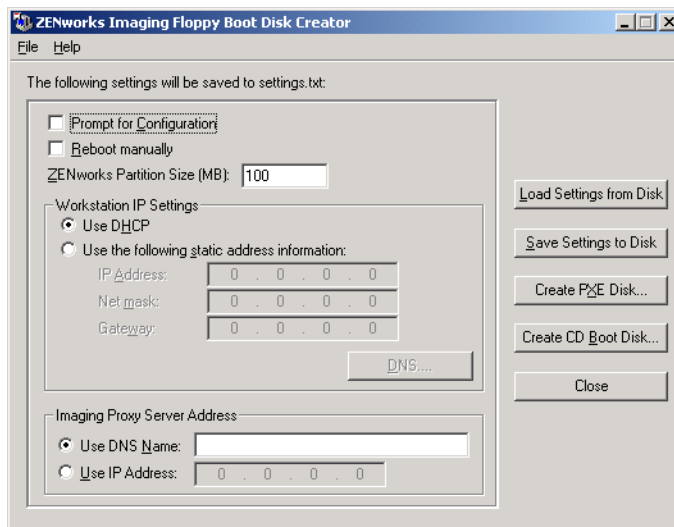 ZENworks Imaging Floppy Boot Disk Creator
File Help
The following settings will be saved to settings.txt:
Prompt for Configuration
Reboot manually
ZENworks Partition Size (MB): 100
Workstation IP Settings
Use DHCP
Use the following static address information:
IP Address: 0 . 0 . 0 . 0
Net mask: 0 . 0 . 0 . 0
Gateway: 0 . 0 . 0 . 0
DNS....
Imaging Proxy Server Address
Use DNS Name:
Use IP Address: 0 . 0 . 0 . 0
Load Settings from Disk
Save Settings to Disk
Create PXE Disk...
Create CD Boot Disk...
Close